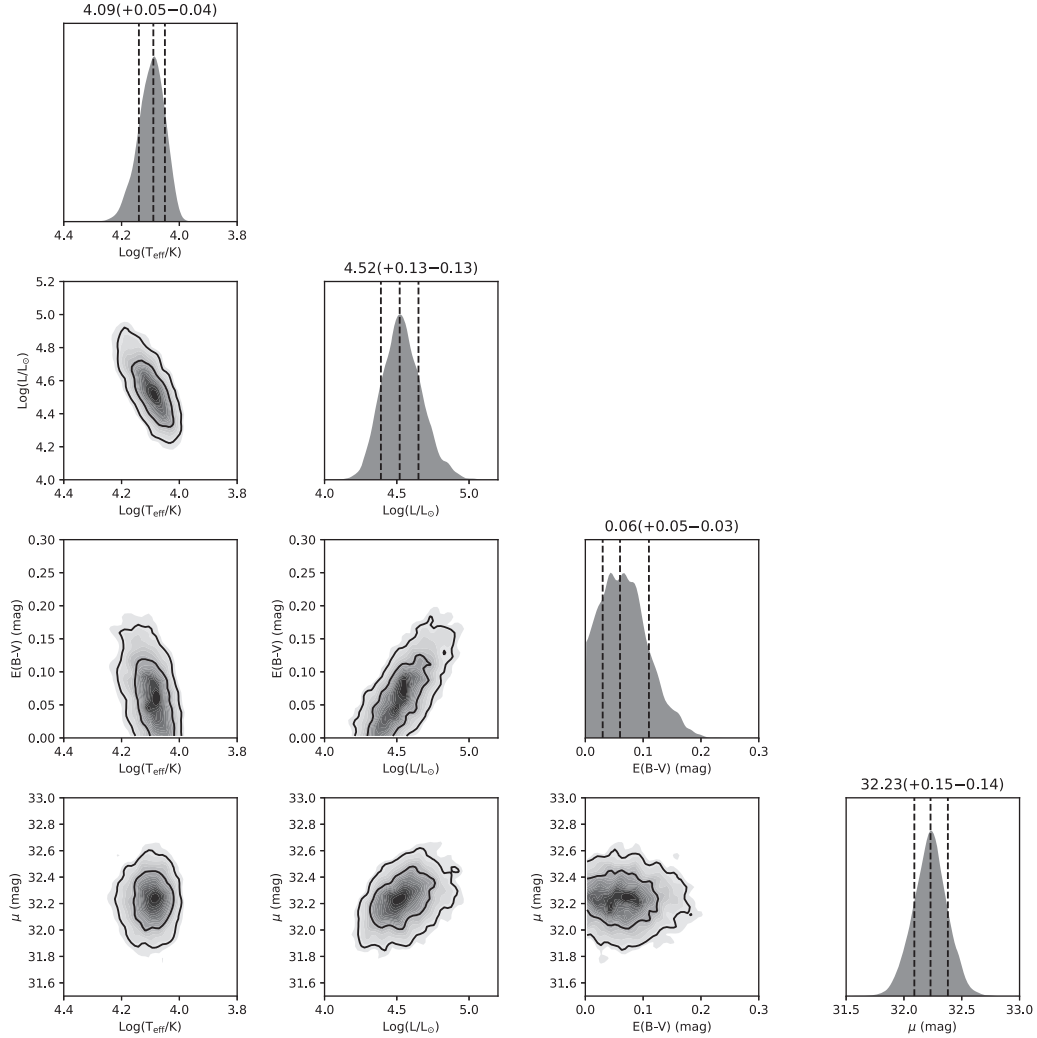 4.09(+0.05−0.04)
4.4 4.2 4.0 3.8
Log(Teff/K)
4.52(+0.13−0.13)
5.2
5.0
4.8
4.6
4.4
4.2
4.0
Log(L/L⊙)
4.4 4.2 4.0 3.8
Log(Teff/K)
4.0 4.5 5.0
Log(L/L⊙)
0.06(+0.05−0.03)
0.30
0.25
0.20
0.15
0.10
0.05
0.00
E(B–V) (mag)
4.4 4.2 4.0 3.8
Log(Teff/K)
4.0 4.5 5.0
Log(L/L⊙)
0.0 0.1 0.2 0.3
E(B–V) (mag)
32.23(+0.15−0.14)
33.0
32.8
32.6
32.4
32.2
32.0
31.8
31.6
μ (mag)
4.4 4.2 4.0 3.8
Log(Teff/K)
33.0
32.8
32.6
32.4
32.2
32.0
31.8
31.6
μ (mag)
4.0 4.5 5.0
Log(L/L⊙)
33.0
32.8
32.6
32.4
32.2
32.0
31.8
31.6
μ (mag)
0.0 0.1 0.2 0.3
E(B–V) (mag)
31.5 32.0 32.5 33.0
μ (mag)
0.30
0.25
0.20
0.15
0.10
0.05
0.00
E(B–V) (mag)